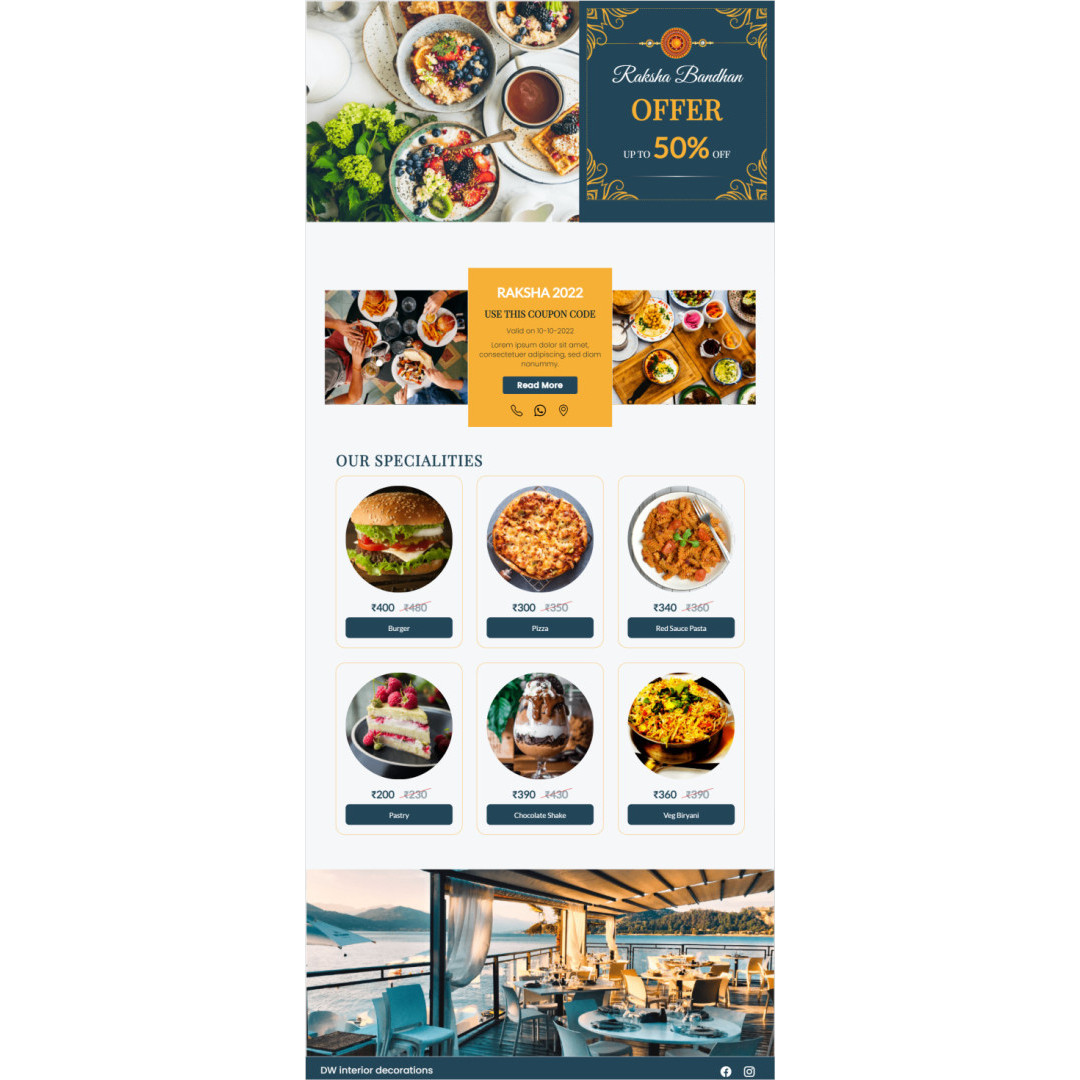 Raksha Bandhan
OFFER
UP TO 50% OFF
RAKSHA 2022
USE THIS COUPON CODE
Valid on 10-10-2022
Lorem ipsum dolor sit amet,
consectetuer adipiscing, sed diam
nonummy.
Read More
OUR SPECIALITIES
₹400 ₹480
Burger
₹300 ₹350
Pizza
₹340 ₹360
Red Sauce Pasta
₹200 ₹230
Pastry
₹390 ₹430
Chocolate Shake
₹360 ₹390
Veg Biryani
DW interior decorations